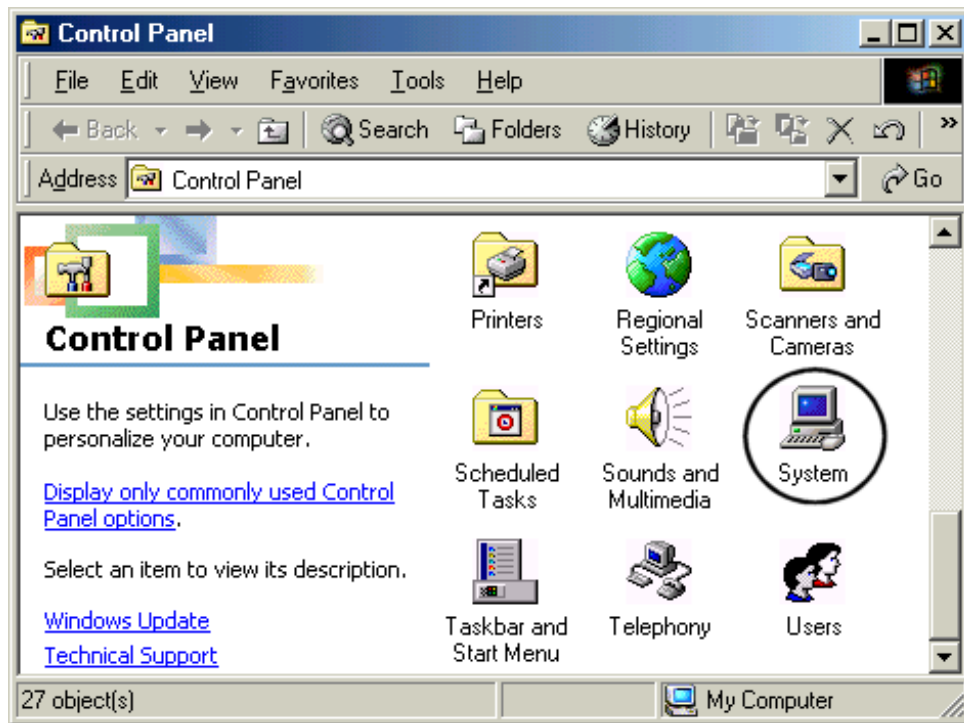 Control Panel
File Edit View Favorites Tools Help
Back Search Folders History »
Address Control Panel Go
Control Panel
Use the settings in Control Panel to
personalize your computer.
Display only commonly used Control
Panel options.
Select an item to view its description.
Windows Update
Technical Support
Printers
Regional
Settings
Scanners and
Cameras
Scheduled
Tasks
Sounds and
Multimedia
System
Taskbar and
Start Menu
Telephony
Users
27 object(s)
My Computer